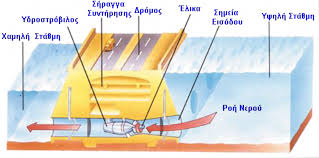 Σήραγγα
Συντήρησης
Δρόμος
Έλικα
Υδροστρόβιλος
Σημεία
Εισόδου
Υψηλή Στάθμη
Χαμηλή Στάθμη
Ροή Νερού